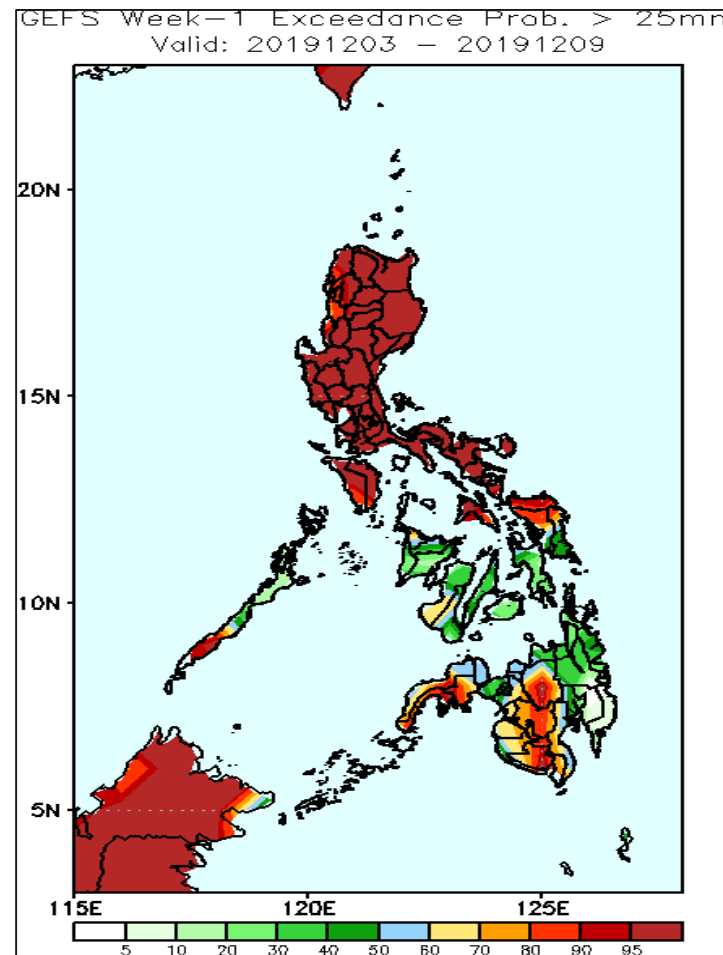 GEFS Week-1 Exceedance Prob. > 25mm
Valid: 20191203 - 20191209
20N
15N
10N
5N
115E 120E 125E
5 10 20 30 40 50 60 70 80 90 95